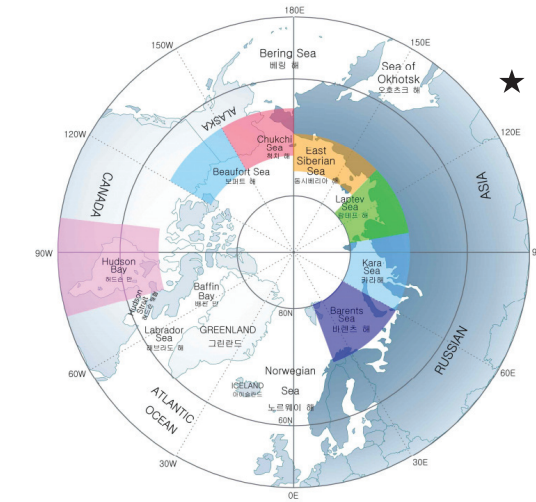 180E
150W
150E
Bering Sea
베링 해
Sea of
Okhotsk
오호츠크 해
ALASKA
120W
120E
Chukchi
Sea
척치 해
East
Siberian
Sea
동시베리아 해
Beaufort Sea
보퍼트 해
Laptev
Sea
랍테프 해
CANADA
ASIA
90W
9
Hudson
Bay
허드슨 만
Kara
Sea
카라해
Hudson
Strait
Baffin
Bay
배핀 만
80N
Barents
Sea
바렌츠 해
Labrador
Sea
래브라도 해
GREENLAND
그린란드
RUSSIAN
60W
60E
Norwegian
Sea
노르웨이 해
ICELAND
아이슬란드
ATLANTIC
OCEAN
60N
30W
30E
0E